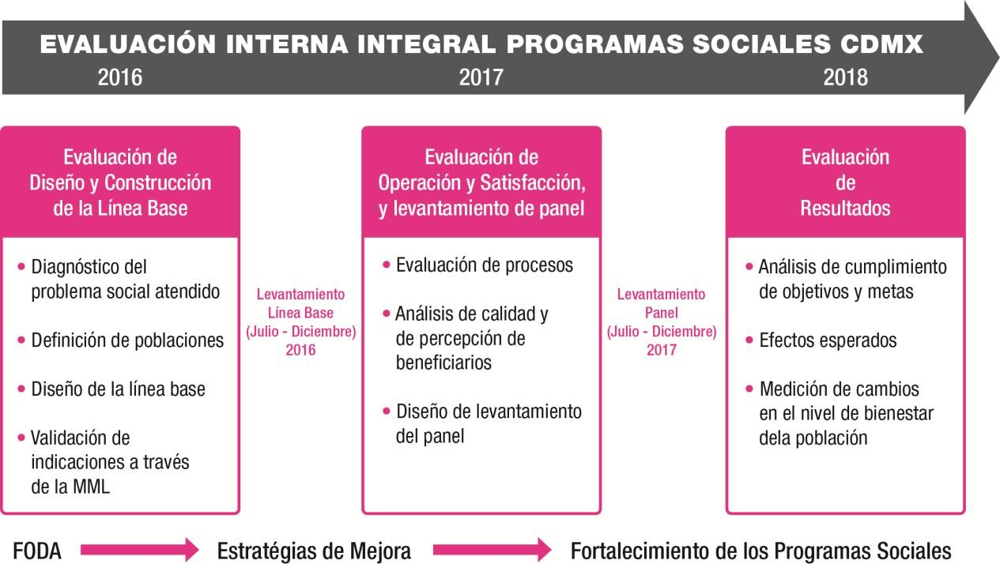 EVALUACIÓN INTERNA INTEGRAL PROGRAMAS SOCIALES CDMX
2016 2017 2018
Evaluación de
Diseño y Construcción
de la Línea Base
• Diagnóstico del
problema social atendido
• Definición de poblaciones
• Diseño de la línea base
• Validación de
indicaciones a través
de la MML
Levantamiento
Línea Base
(Julio - Diciembre)
2016
Evaluación de
Operación y Satisfacción,
y levantamiento de panel
• Evaluación de procesos
• Análisis de calidad y
de percepción de
beneficiarios
• Diseño de levantamiento
del panel
Levantamiento
Panel
(Julio - Diciembre)
2017
Evaluación
de
Resultados
• Análisis de cumplimiento
de objetivos y metas
• Efectos esperados
• Medición de cambios
en el nivel de bienestar
dela población
FODA Estratégias de Mejora Fortalecimiento de los Programas Sociales